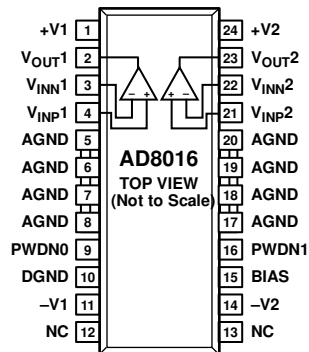 +V1 1 24 +V2
VOUT1 2 23 VOUT2
VINN1 3 22 VINN2
VINP1 4 21 VINP2
- + - +
AGND 5 20 AGND
AGND 6 19 AGND
AGND 7 18 AGND
AGND 8 17 AGND
AD8016
TOP VIEW
(Not to Scale)
PWDN0 9 16 PWDN1
DGND 10 15 BIAS
–V1 11 14 –V2
NC 12 13 NC